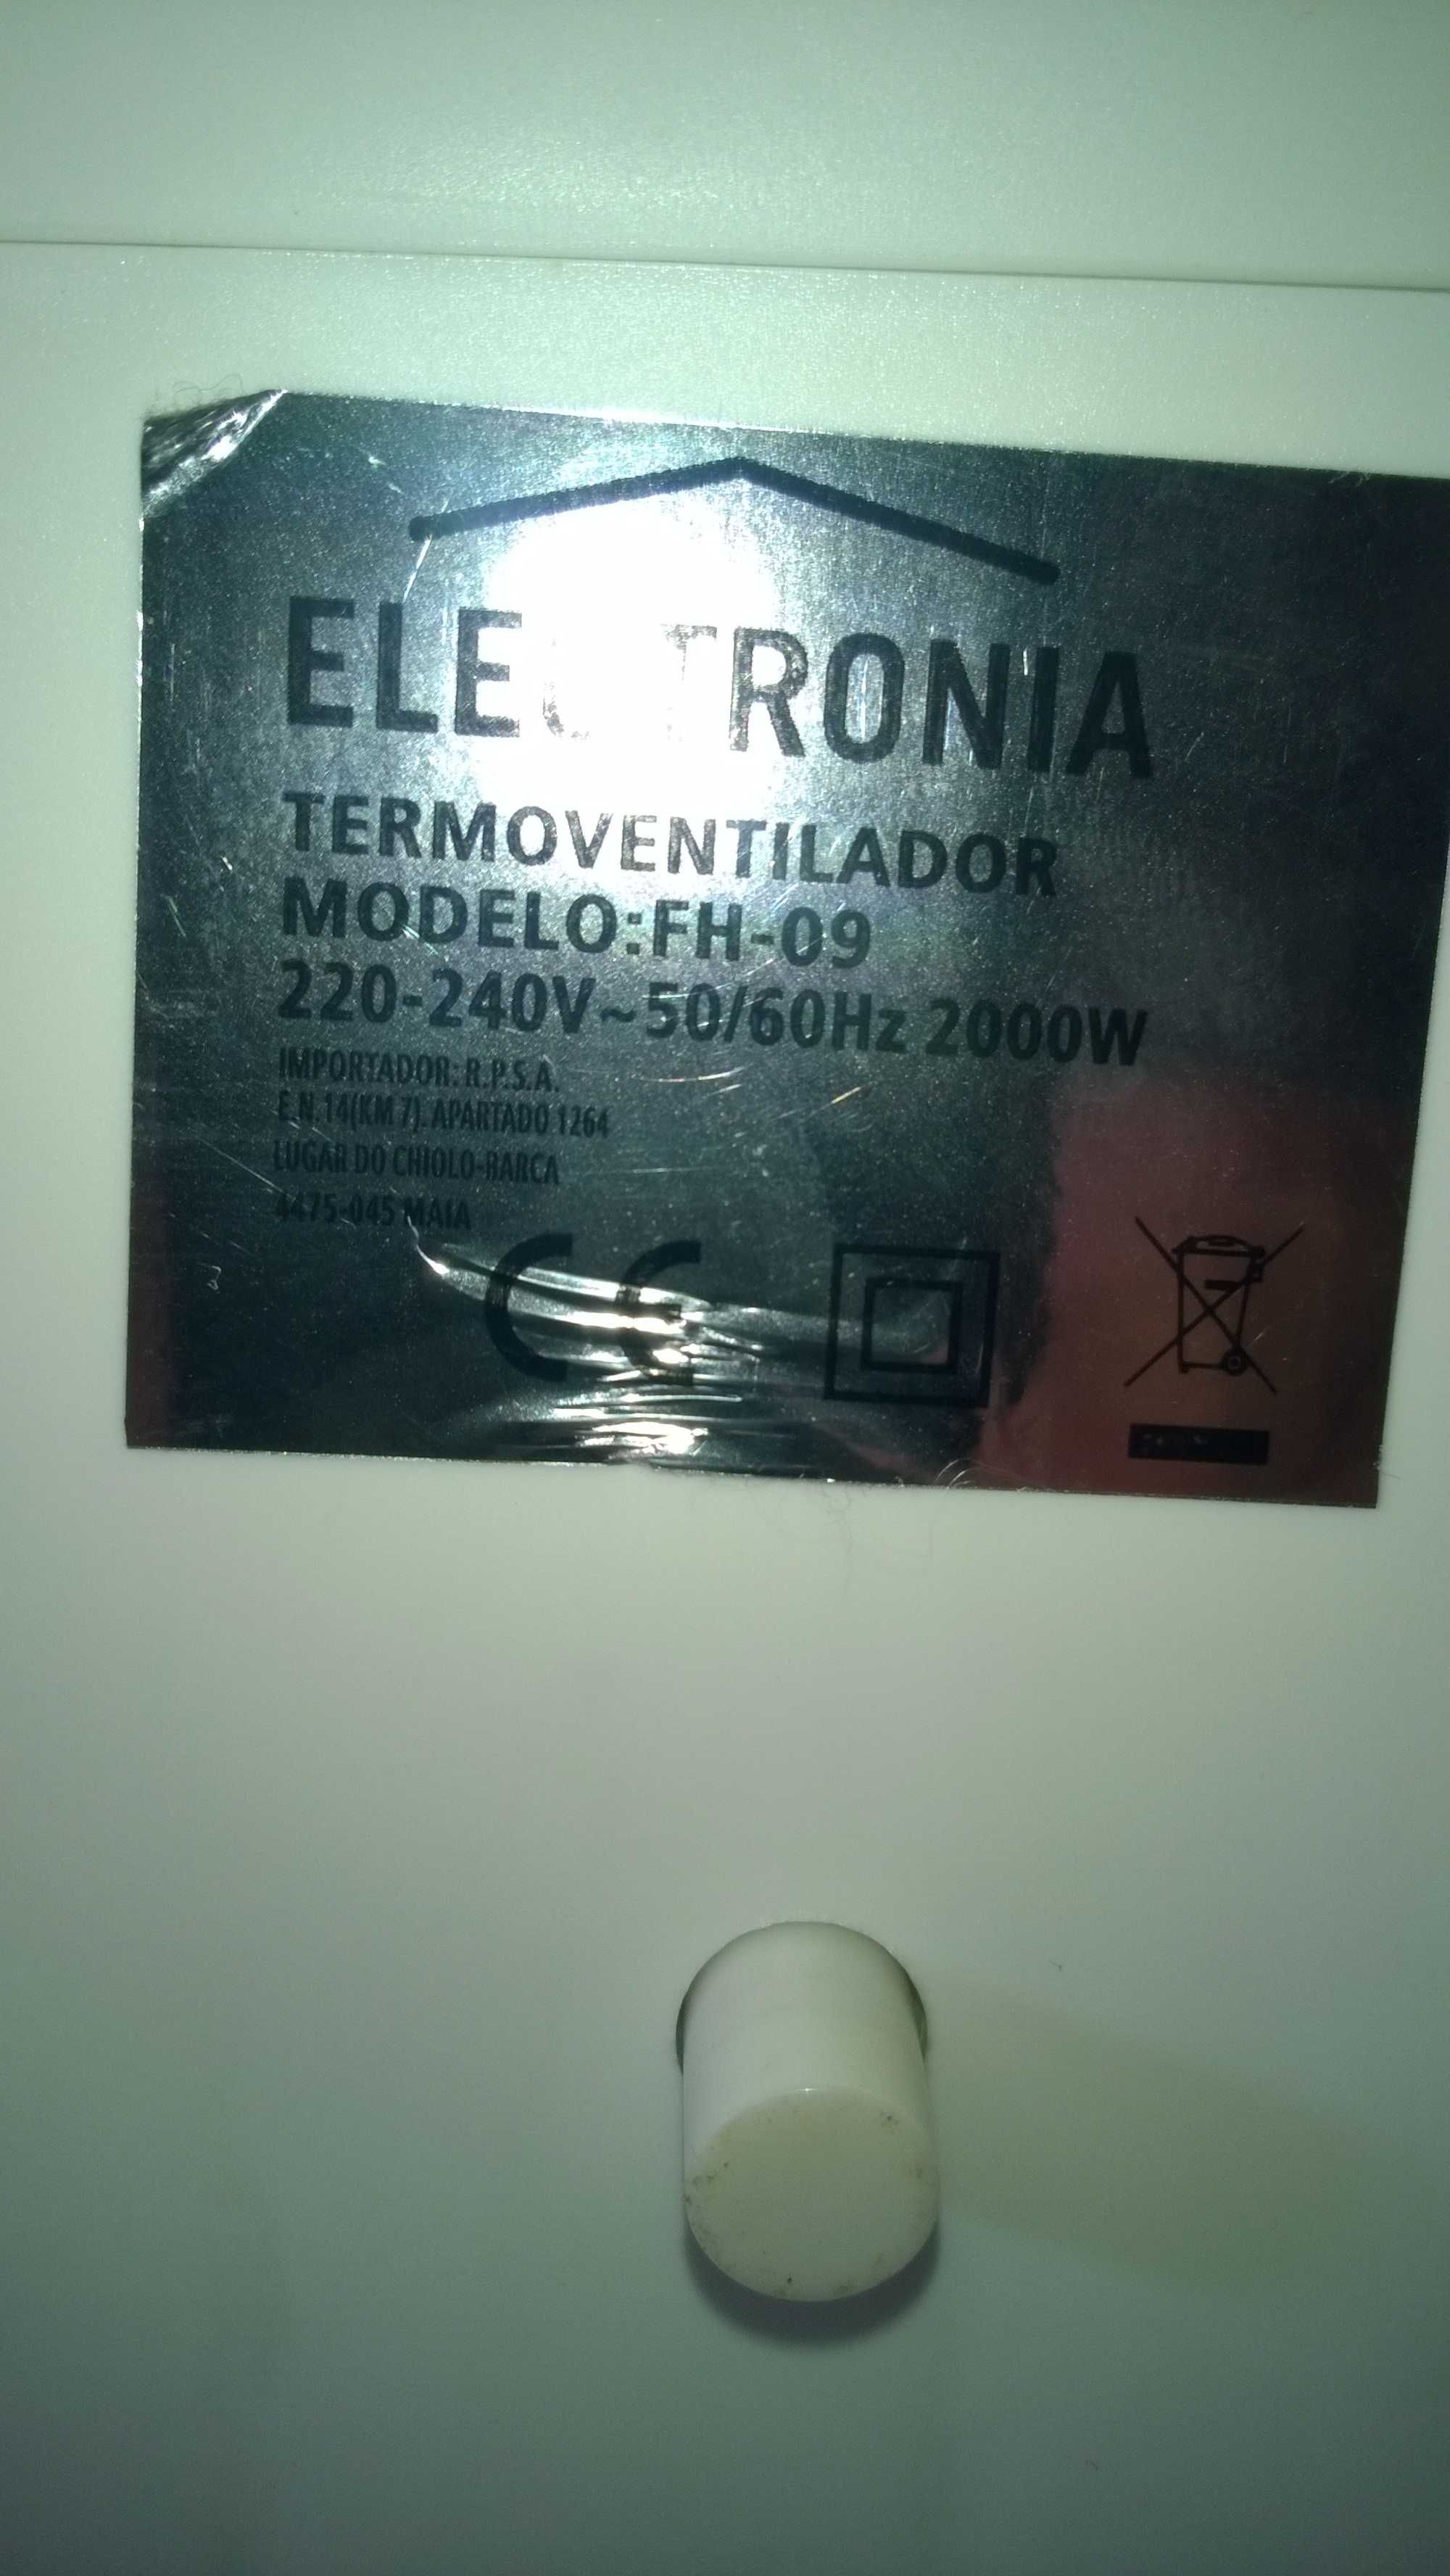 ELECTRONIA
TERMOVENTILADOR
MODELO:FH-09
220-240V~50/60Hz 2000W
IMPORTADOR: R.P.S.A.
E.N.14(KM 7). APARTADO 1264
LUGAR DO CHIOLO-BARCA
4475-045 MAIA
CE